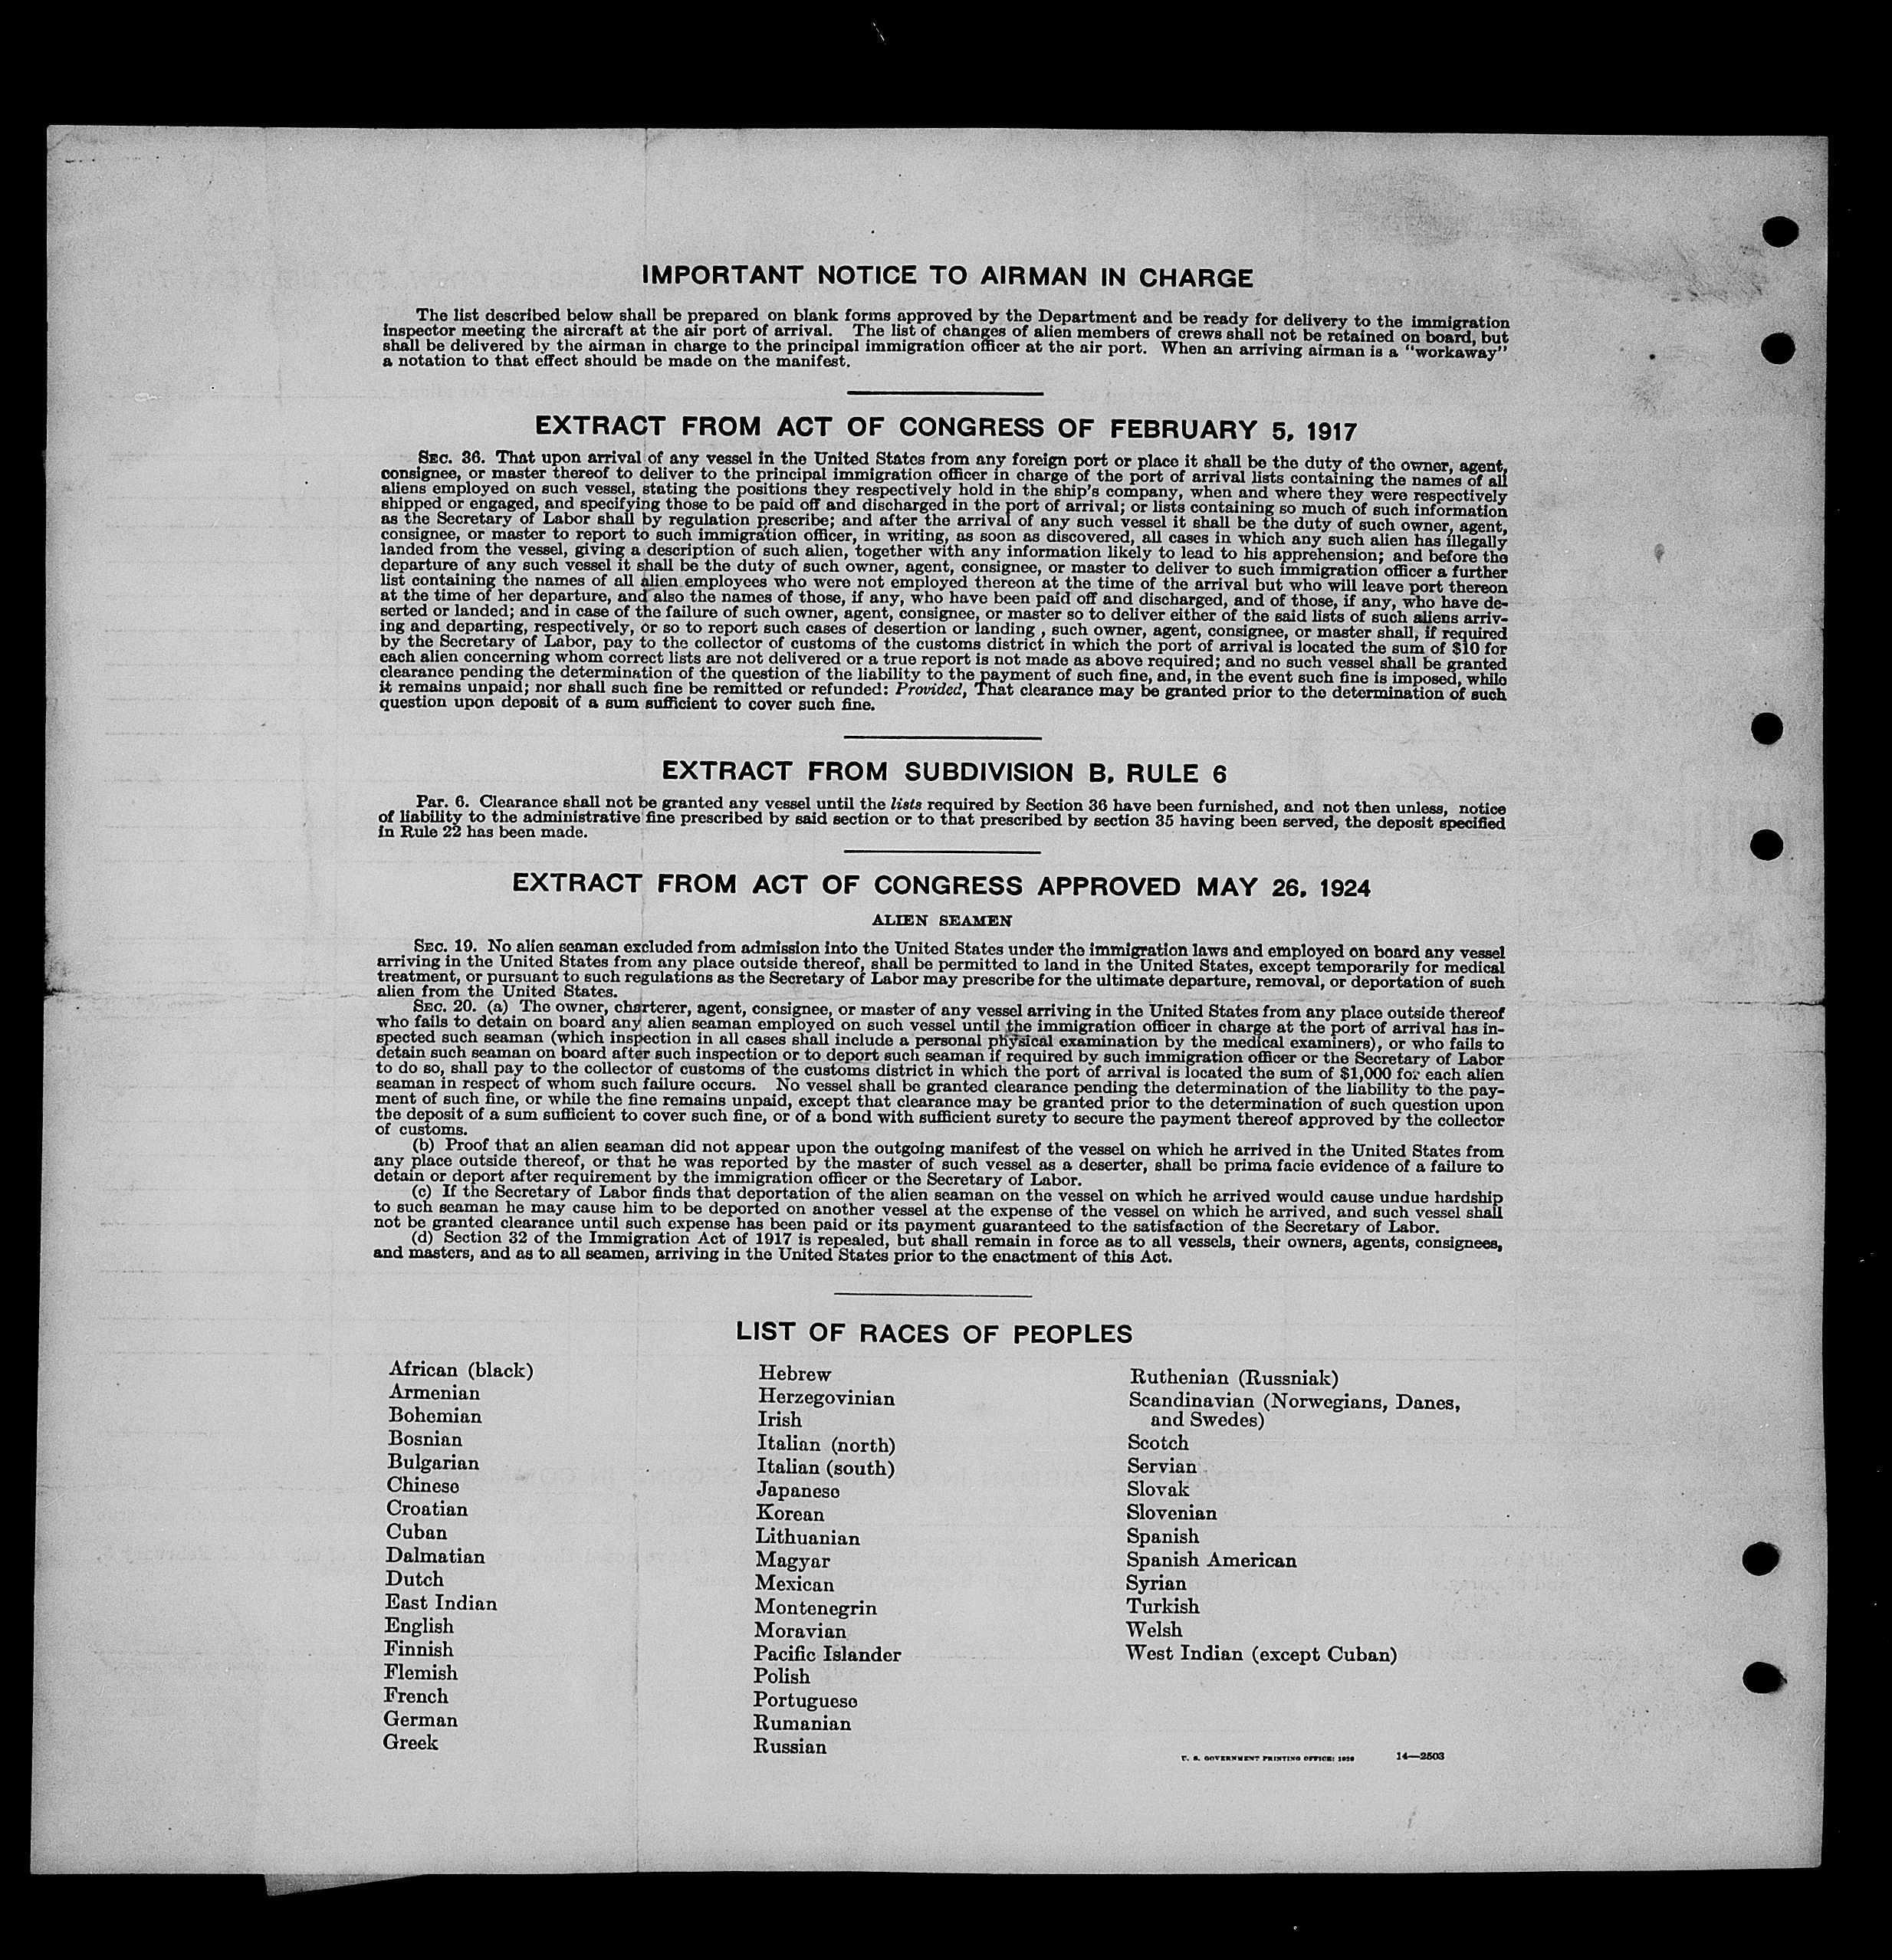 IMPORTANT NOTICE TO AIRMAN IN CHARGE
The list described below shall be prepared on blank forms approved by the Department and be ready for delivery to the immigration
inspector meeting the aircraft at the air port of arrival. The list of changes of alien members of crews shall not be retained on board, but
shall be delivered by the airman in charge to the principal immigration officer at the air port. When an arriving airman is a "workaway"
a notation to that effect should be made on the manifest.
EXTRACT FROM ACT OF CONGRESS OF FEBRUARY 5, 1917
SEC. 36. That upon arrival of any vessel in the United States from any foreign port or place it shall be the duty of the owner, agent,
consignee, or master thereof to deliver to the principal immigration officer in charge of the port of arrival lists containing the names of all
aliens employed on such vessel, stating the positions they respectively hold in the ship's company, when and where they were respectively
shipped or engaged, and specifying those to be paid off and discharged in the port of arrival; or lists containing so much of such information
as the Secretary of Labor shall by regulation prescribe; and after the arrival of any such vessel it shall be the duty of such owner, agent,
consignee, or master to report to such immigration officer, in writing, as soon as discovered, all cases in which any such alien has illegally
landed from the vessel, giving a description of such alien, together with any information likely to lead to his apprehension; and before the
departure of any such vessel it shall be the duty of such owner, agent, consignee, or master to deliver to such immigration officer a further
list containing the names of all alien employees who were not employed thereon at the time of the arrival but who will leave port thereon
at the time of her departure, and also the names of those, if any, who have been paid off and discharged, and of those, if any, who have de-
serted or landed; and in case of the failure of such owner, agent, consignee, or master so to deliver either of the said lists of such aliens arriv-
ing and departing, respectively, or so to report such cases of desertion or landing , such owner, agent, consignee, or master shall, if required
by the Secretary of Labor, pay to the collector of customs of the customs district in which the port of arrival is located the sum of $10 for
each alien concerning whom correct lists are not delivered or a true report is not made as above required; and no such vessel shall be granted
clearance pending the determination of the question of the liability to the payment of such fine, and, in the event such fine is imposed, while
it remains unpaid; nor shall such fine be remitted or refunded: Provided, That clearance may be granted prior to the determination of such
question upon deposit of a sum sufficient to cover such fine.
EXTRACT FROM SUBDIVISION B, RULE 6
Par. 6. Clearance shall not be granted any vessel until the lists required by Section 36 have been furnished, and not then unless, notice
of liability to the administrative fine prescribed by said section or to that prescribed by section 35 having been served, the deposit specified
in Rule 22 has been made.
EXTRACT FROM ACT OF CONGRESS APPROVED MAY 26, 1924
ALIEN SEAMEN
SEC. 19. No alien seaman excluded from admission into the United States under the immigration laws and employed on board any vessel
arriving in the United States from any place outside thereof, shall be permitted to land in the United States, except temporarily for medical
treatment, or pursuant to such regulations as the Secretary of Labor may prescribe for the ultimate departure, removal, or deportation of such
alien from the United States.
SEC. 20. (a) The owner, charterer, agent, consignee, or master of any vessel arriving in the United States from any place outside thereof
who fails to detain on board any alien seaman employed on such vessel until the immigration officer in charge at the port of arrival has in-
spected such seaman (which inspection in all cases shall include a personal physical examination by the medical examiners), or who fails to
detain such seaman on board after such inspection or to deport such seaman if required by such immigration officer or the Secretary of Labor
to do so, shall pay to the collector of customs of the customs district in which the port of arrival is located the sum of $1,000 for each alien
seaman in respect of whom such failure occurs. No vessel shall be granted clearance pending the determination of the liability to the pay-
ment of such fine, or while the fine remains unpaid, except that clearance may be granted prior to the determination of such question upon
the deposit of a sum sufficient to cover such fine, or of a bond with sufficient surety to secure the payment thereof approved by the collector
of customs.
(b) Proof that an alien seaman did not appear upon the outgoing manifest of the vessel on which he arrived in the United States from
any place outside thereof, or that he was reported by the master of such vessel as a deserter, shall be prima facie evidence of a failure to
detain or deport after requirement by the immigration officer or the Secretary of Labor.
(c) If the Secretary of Labor finds that deportation of the alien seaman on the vessel on which he arrived would cause undue hardship
to such seaman he may cause him to be deported on another vessel at the expense of the vessel on which he arrived, and such vessel shall
not be granted clearance until such expense has been paid or its payment guaranteed to the satisfaction of the Secretary of Labor.
(d) Section 32 of the Immigration Act of 1917 is repealed, but shall remain in force as to all vessels, their owners, agents, consignees,
and masters, and as to all seamen, arriving in the United States prior to the enactment of this Act.
LIST OF RACES OF PEOPLES
African (black)
Armenian
Bohemian
Bosnian
Bulgarian
Chinese
Croatian
Cuban
Dalmatian
Dutch
East Indian
English
Finnish
Flemish
French
German
Greek
Hebrew
Herzegovinian
Irish
Italian (north)
Italian (south)
Japanese
Korean
Lithuanian
Magyar
Mexican
Montenegrin
Moravian
Pacific Islander
Polish
Portuguese
Rumanian
Russian
Ruthenian (Russniak)
Scandinavian (Norwegians, Danes,
and Swedes)
Scotch
Servian
Slovak
Slovenian
Spanish
Spanish American
Syrian
Turkish
Welsh
West Indian (except Cuban)
U. S. GOVERNMENT PRINTING OFFICE: 14—2503